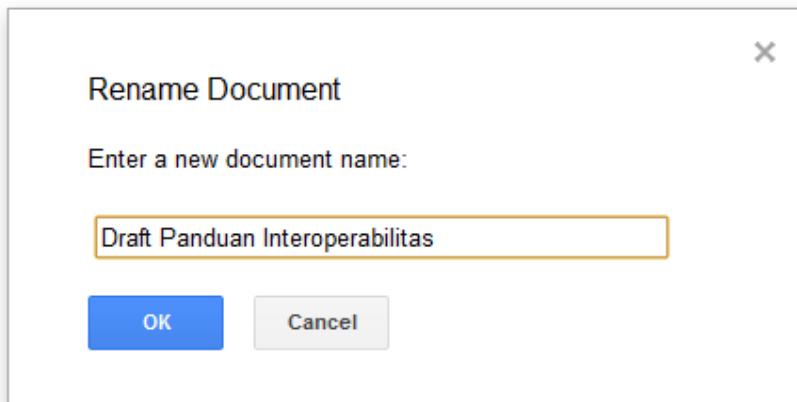 Rename Document
Enter a new document name:
Draft Panduan Interoperabilitas
OK
Cancel